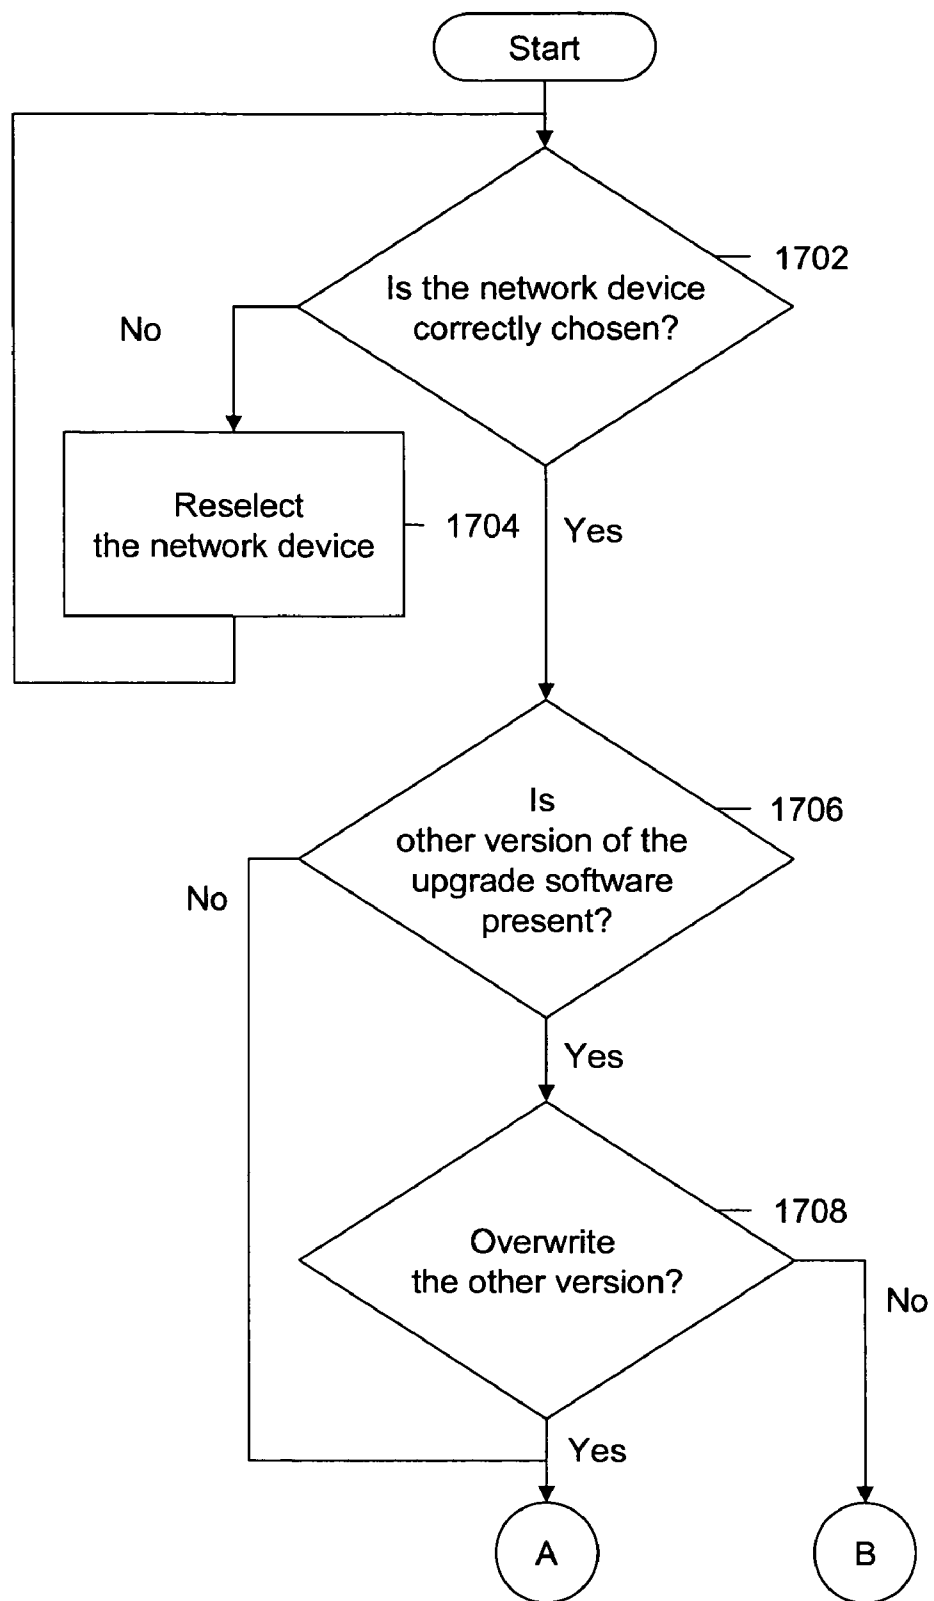 Start
1702
Is the network device
correctly chosen?
No
Reselect
the network device
1704
Yes
1706
Is
other version of the
upgrade software
present?
No
Yes
1708
Overwrite
the other version?
No
Yes
A
B